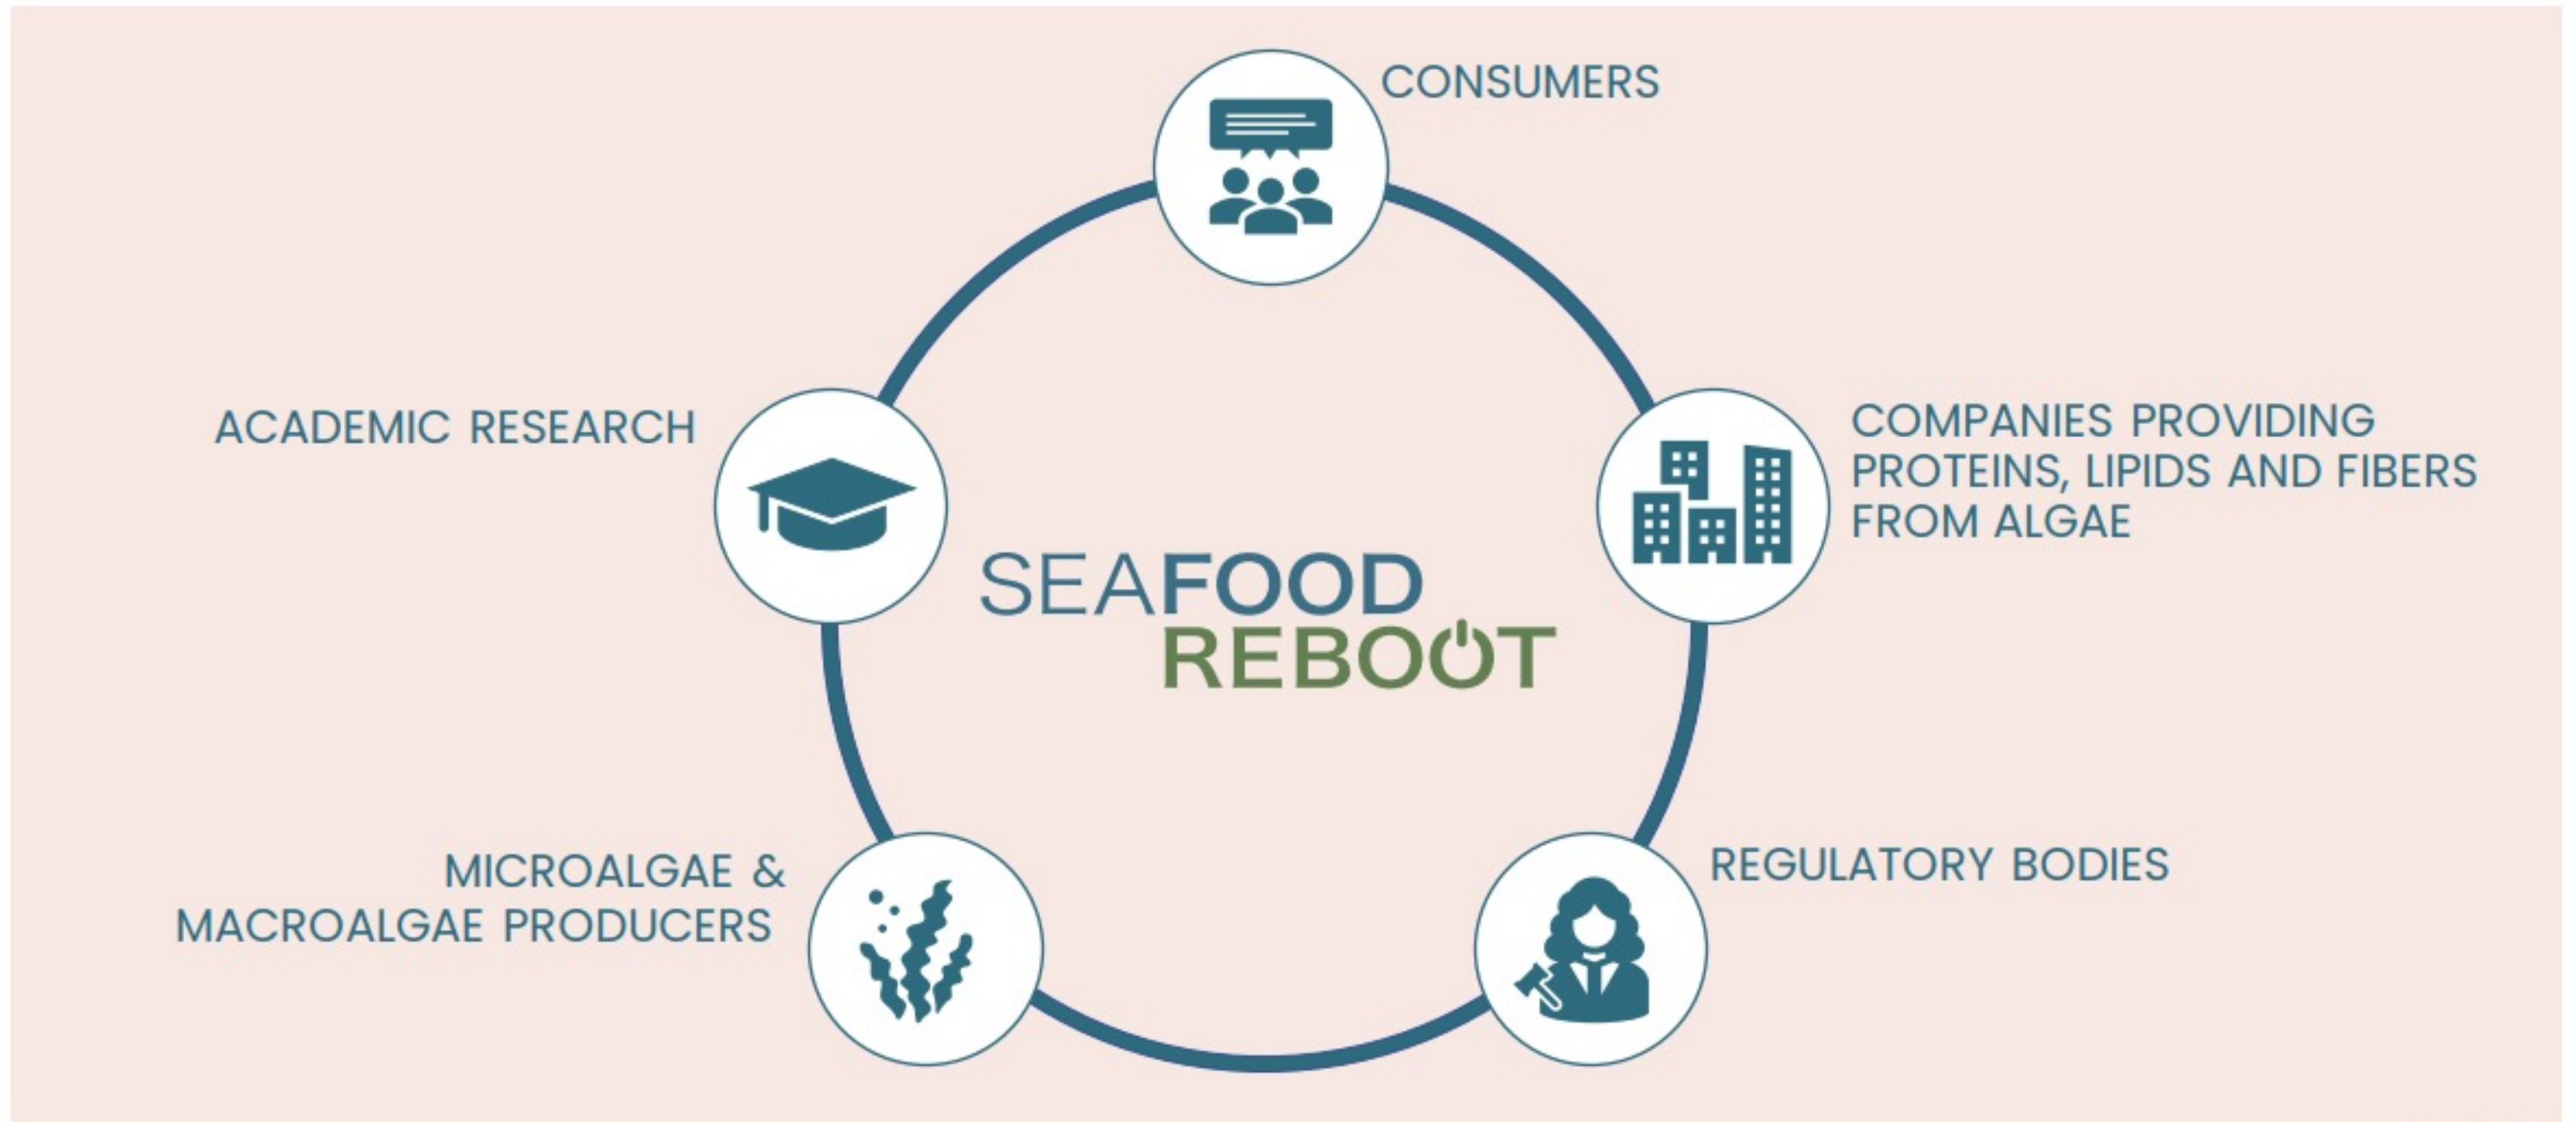 CONSUMERS
ACADEMIC RESEARCH
COMPANIES PROVIDING
PROTEINS, LIPIDS AND FIBERS
FROM ALGAE
SEAFOOD
REBOOT
MICROALGAE &
MACROALGAE PRODUCERS
REGULATORY BODIES